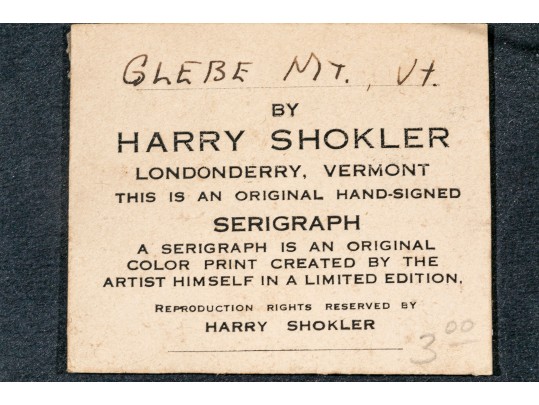 GLEBE MT., Vt.
BY
HARRY SHOKLER
LONDONDERRY, VERMONT
THIS IS AN ORIGINAL HAND-SIGNED
SERIGRAPH
A SERIGRAPH IS AN ORIGINAL
COLOR PRINT CREATED BY THE
ARTIST HIMSELF IN A LIMITED EDITION.
REPRODUCTION RIGHTS RESERVED BY
HARRY SHOKLER
3.00